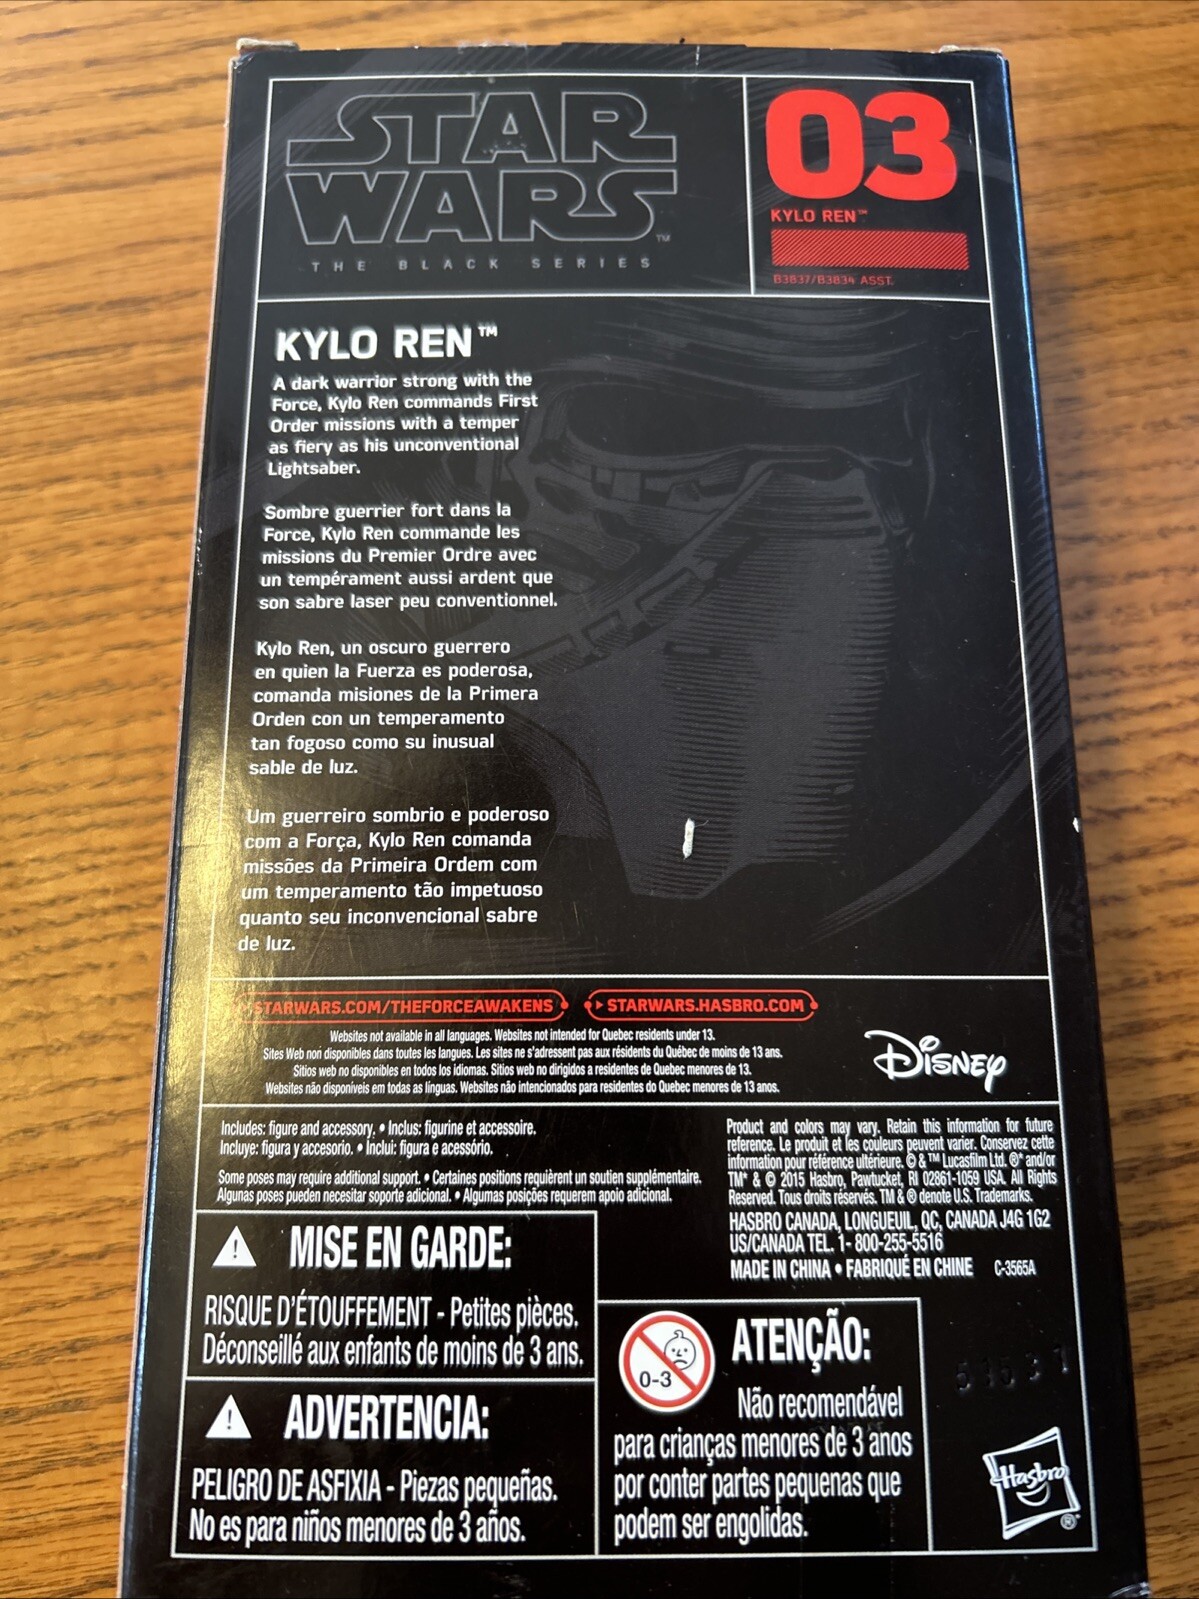 STAR
WARS™
THE BLACK SERIES
03
KYLO REN™
B3837/B3834 ASST.
KYLO REN™
A dark warrior strong with the
Force, Kylo Ren commands First
Order missions with a temper
as fiery as his unconventional
Lightsaber.
Sombre guerrier fort dans la
Force, Kylo Ren commande les
missions du Premier Ordre avec
un tempérament aussi ardent que
son sabre laser peu conventionnel.
Kylo Ren, un oscuro guerrero
en quien la Fuerza es poderosa,
comanda misiones de la Primera
Orden con un temperamento
tan fogoso como su inusual
sable de luz.
Um guerreiro sombrio e poderoso
com a Força, Kylo Ren comanda
missões da Primeira Ordem com
um temperamento tão impetuoso
quanto seu inconvencional sabre
de luz.
STARWARS.COM/THEFORCEAWAKENS
STARWARS.HASBRO.COM
Websites not available in all languages. Websites not intended for Quebec residents under 13.
Sites Web non disponibles dans toutes les langues. Les sites ne s'adressent pas aux résidents du Québec de moins de 13 ans.
Sitios web no disponibles en todos los idiomas. Sitios web no dirigidos a residentes de Quebec menores de 13.
Websites não disponíveis em todas as línguas. Websites não intencionados para residentes do Quebec menores de 13 anos.
Disney
Includes: figure and accessory. • Inclus: figurine et accessoire.
Incluye: figura y accesorio. • Inclui: figura e acessório.
Some poses may require additional support. • Certaines positions requièrent un soutien supplémentaire.
Algunas poses pueden necesitar soporte adicional. • Algumas posições requerem apoio adicional.
Product and colors may vary. Retain this information for future
reference. Le produit et les couleurs peuvent varier. Conservez cette
information pour référence ultérieure. © & ™ Lucasfilm Ltd. ®* and/or
TM* & © 2015 Hasbro, Pawtucket, RI 02861-1059 USA. All Rights
Reserved. Tous droits réservés. TM & ® denote U.S. Trademarks.
HASBRO CANADA, LONGUEUIL, QC, CANADA J4G 1G2
US/CANADA TEL. 1- 800-255-5516
MADE IN CHINA • FABRIQUÉ EN CHINE C-3565A
MISE EN GARDE:
RISQUE D'ÉTOUFFEMENT - Petites pièces.
Déconseillé aux enfants de moins de 3 ans.
ADVERTENCIA:
PELIGRO DE ASFIXIA - Piezas pequeñas.
No es para niños menores de 3 años.
0-3
ATENÇÃO:
Não recomendável
para crianças menores de 3 anos
por conter partes pequenas que
podem ser engolidas.
Hasbro®